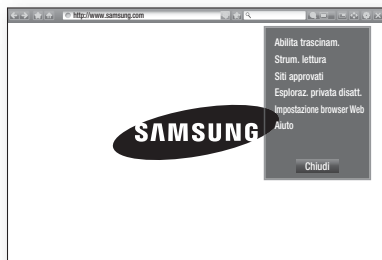 http://www.samsung.com
Abilita trascinam.
Strum. lettura
Siti approvati
Esploraz. privata disatt.
Impostazione browser Web
Aiuto
SAMSUNG
Chiudi